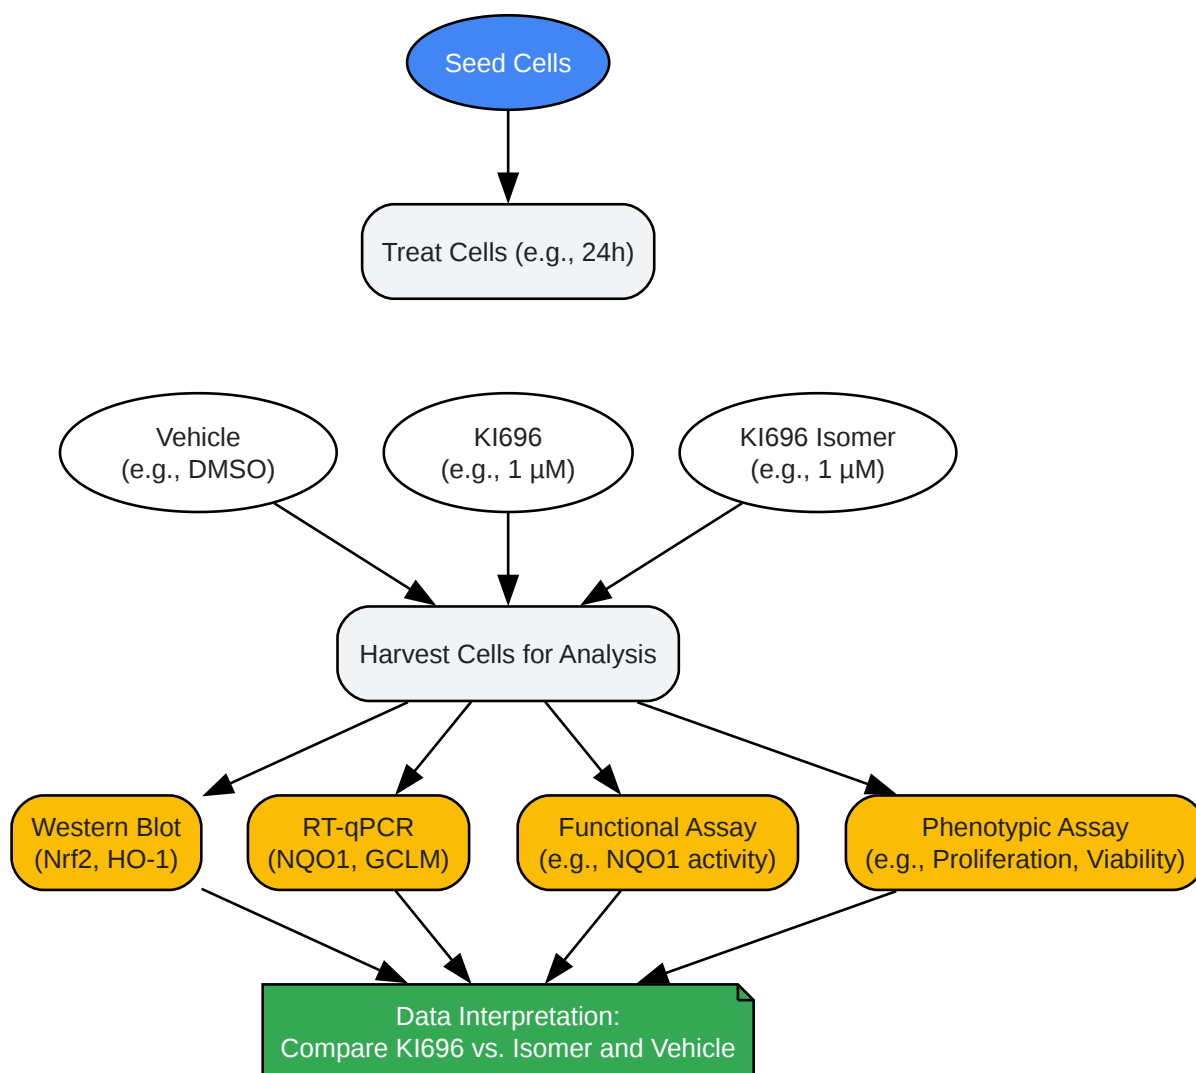 Seed Cells
Treat Cells (e.g., 24h)
Vehicle
(e.g., DMSO)
KI696
(e.g., 1 µM)
KI696 Isomer
(e.g., 1 µM)
Harvest Cells for Analysis
Western Blot
(Nrf2, HO-1)
RT-qPCR
(NQO1, GCLM)
Functional Assay
(e.g., NQO1 activity)
Phenotypic Assay
(e.g., Proliferation, Viability)
Data Interpretation:
Compare KI696 vs. Isomer and Vehicle